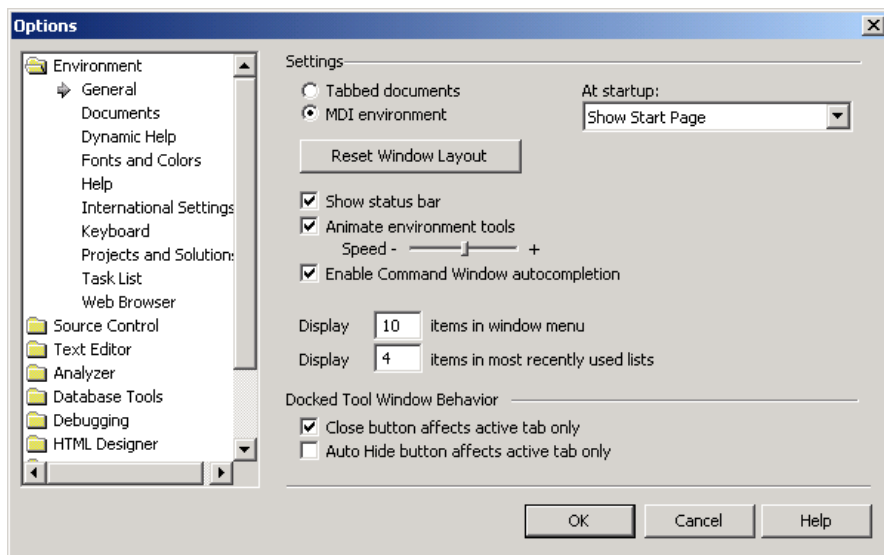 Options
Environment
General
Documents
Dynamic Help
Fonts and Colors
Help
International Settings
Keyboard
Projects and Solution
Task List
Web Browser
Source Control
Text Editor
Analyzer
Database Tools
Debugging
HTML Designer
Settings
Tabbed documents
MDI environment
At startup:
Show Start Page
Reset Window Layout
Show status bar
Animate environment tools
Speed - +
Enable Command Window autocompletion
Display 10 items in window menu
Display 4 items in most recently used lists
Docked Tool Window Behavior
Close button affects active tab only
Auto Hide button affects active tab only
OK Cancel Help